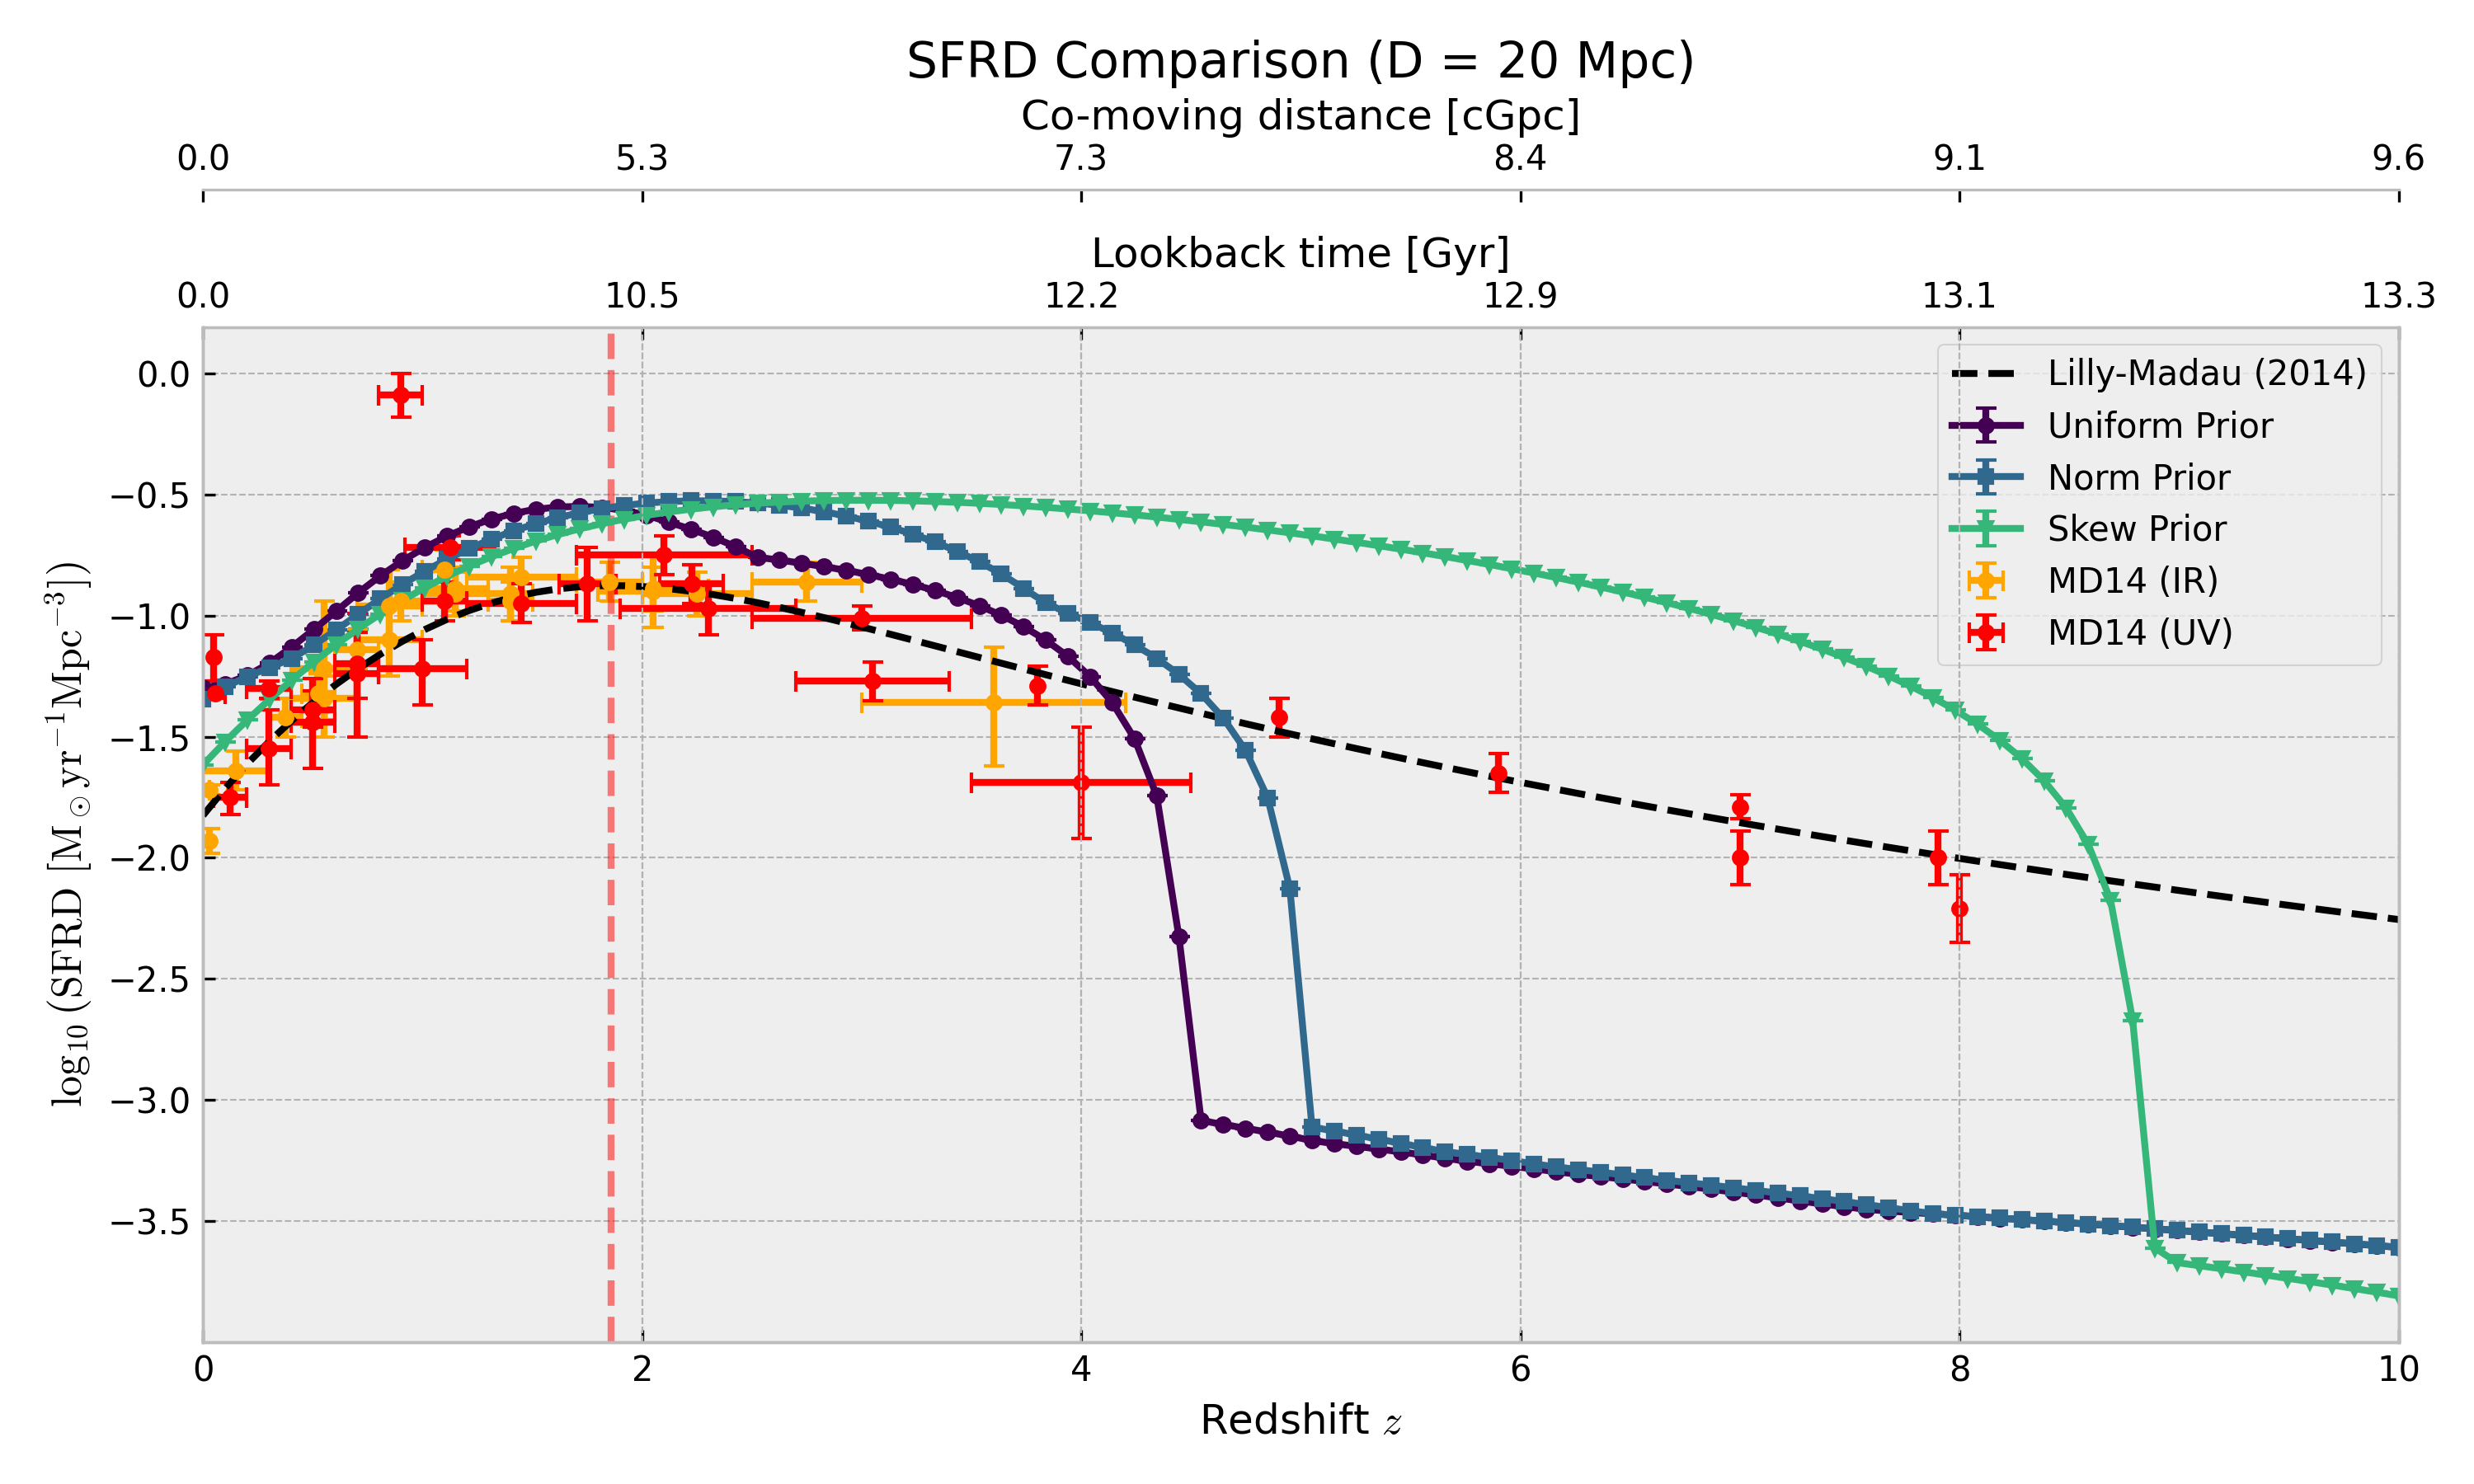 SFRD Comparison (D = 20 Mpc)
Co-moving distance [cGpc]
0.0 5.3 7.3 8.4 9.1 9.6
Lookback time [Gyr]
0.0 10.5 12.2 12.9 13.1 13.3
Lilly-Madau (2014)
Uniform Prior
Norm Prior
Skew Prior
MD14 (IR)
MD14 (UV)
log₁₀(SFRD [M⊙yr⁻¹Mpc⁻³])
0.0
−0.5
−1.0
−1.5
−2.0
−2.5
−3.0
−3.5
0 2 4 6 8 10
Redshift z